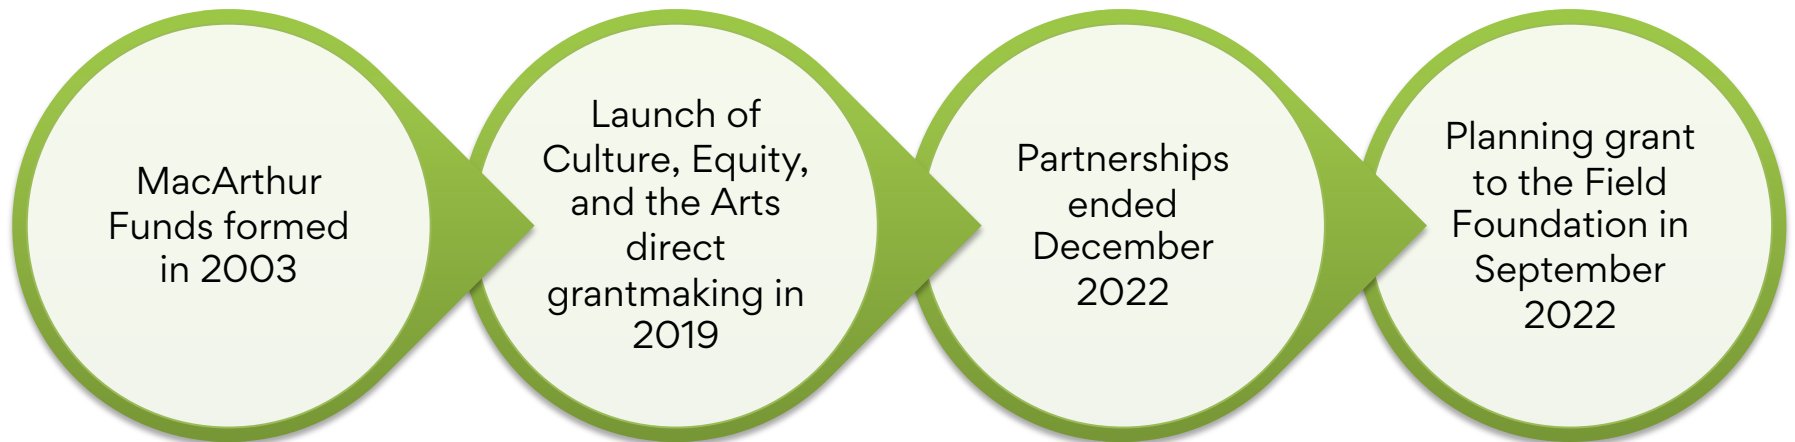 MacArthur
Funds formed
in 2003
Launch of
Culture, Equity,
and the Arts
direct
grantmaking in
2019
Partnerships
ended
December
2022
Planning grant
to the Field
Foundation in
September
2022